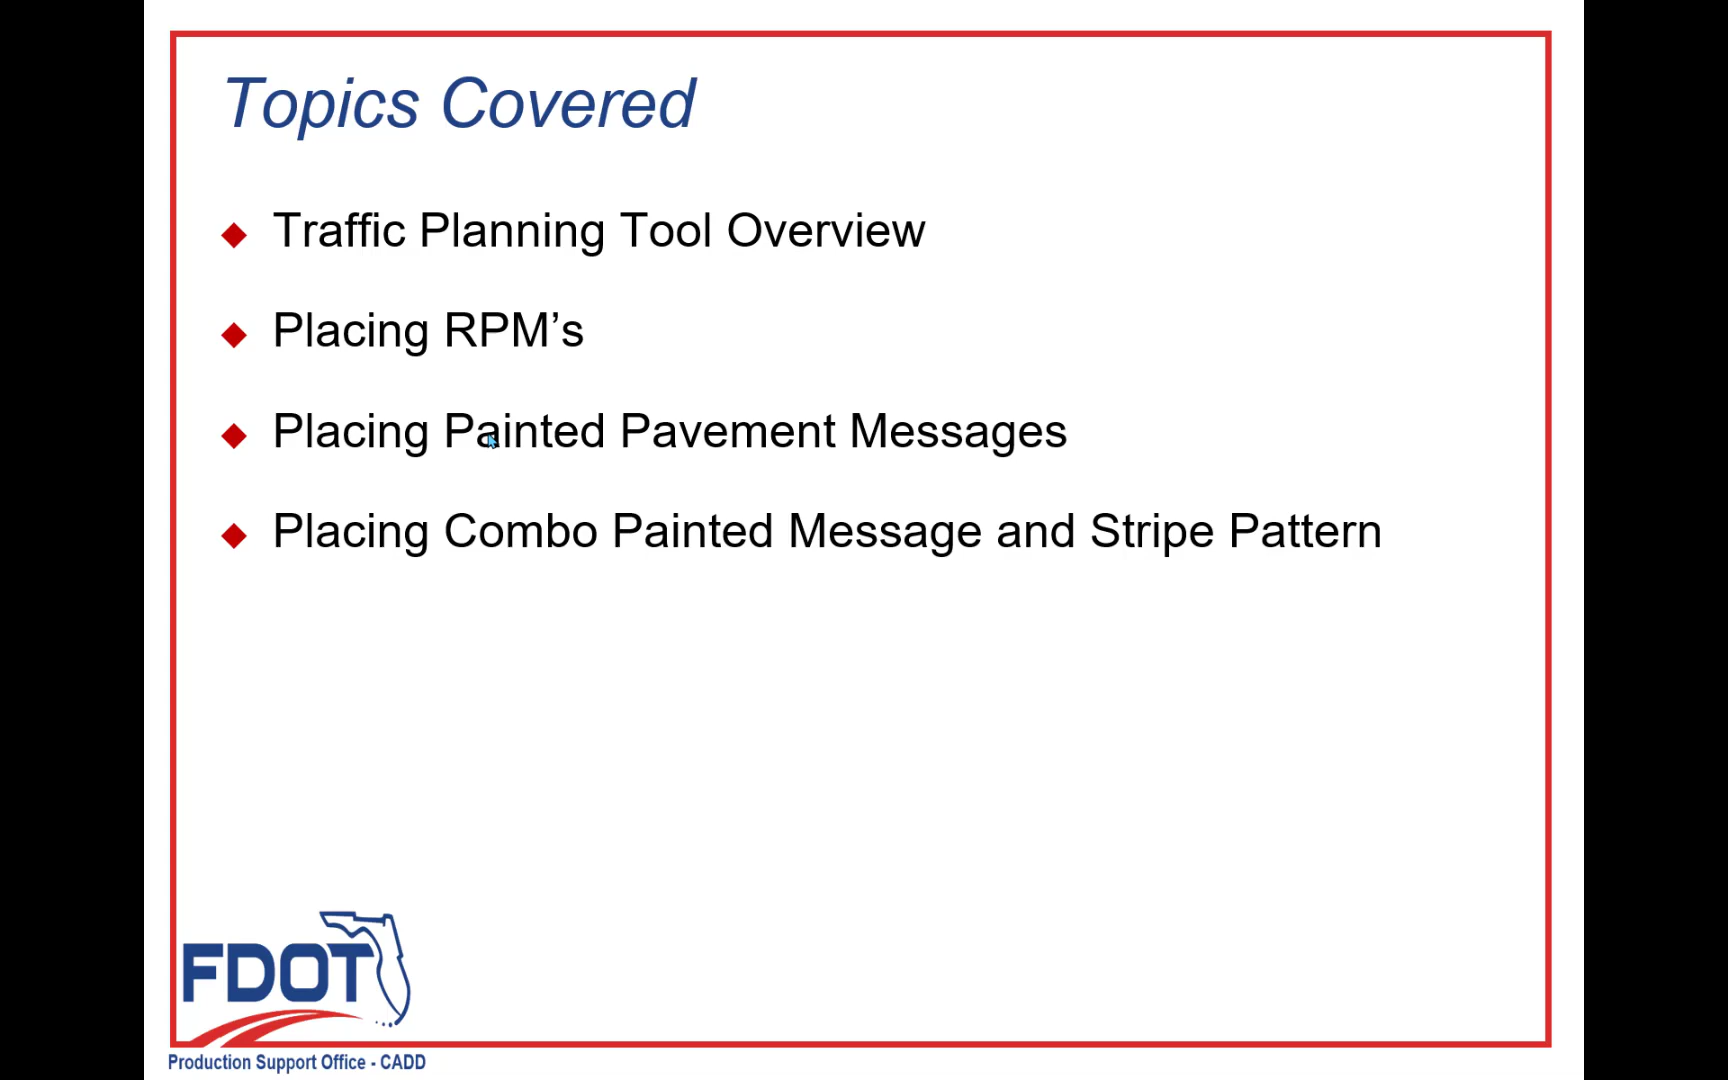 Topics Covered
Traffic Planning Tool Overview
Placing RPM’s
Placing Painted Pavement Messages
Placing Combo Painted Message and Stripe Pattern
FDOT
Production Support Office - CADD